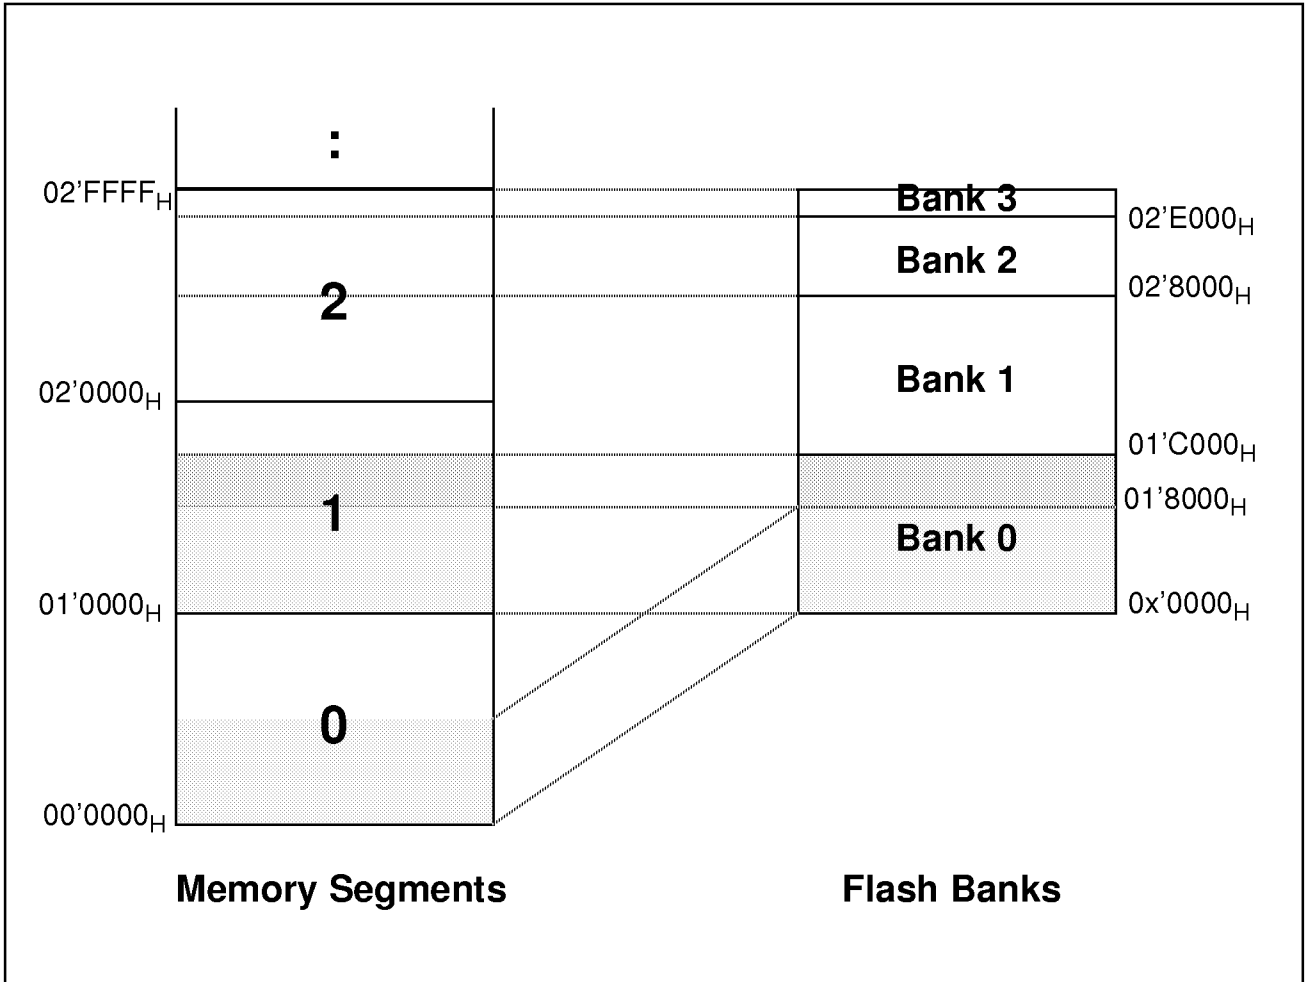 :
02’FFFFH
Bank 3
02’E000H
Bank 2
2
02’8000H
Bank 1
02’0000H
01’C000H
1
01’8000H
Bank 0
01’0000H
0x’0000H
0
00’0000H
Memory Segments
Flash Banks